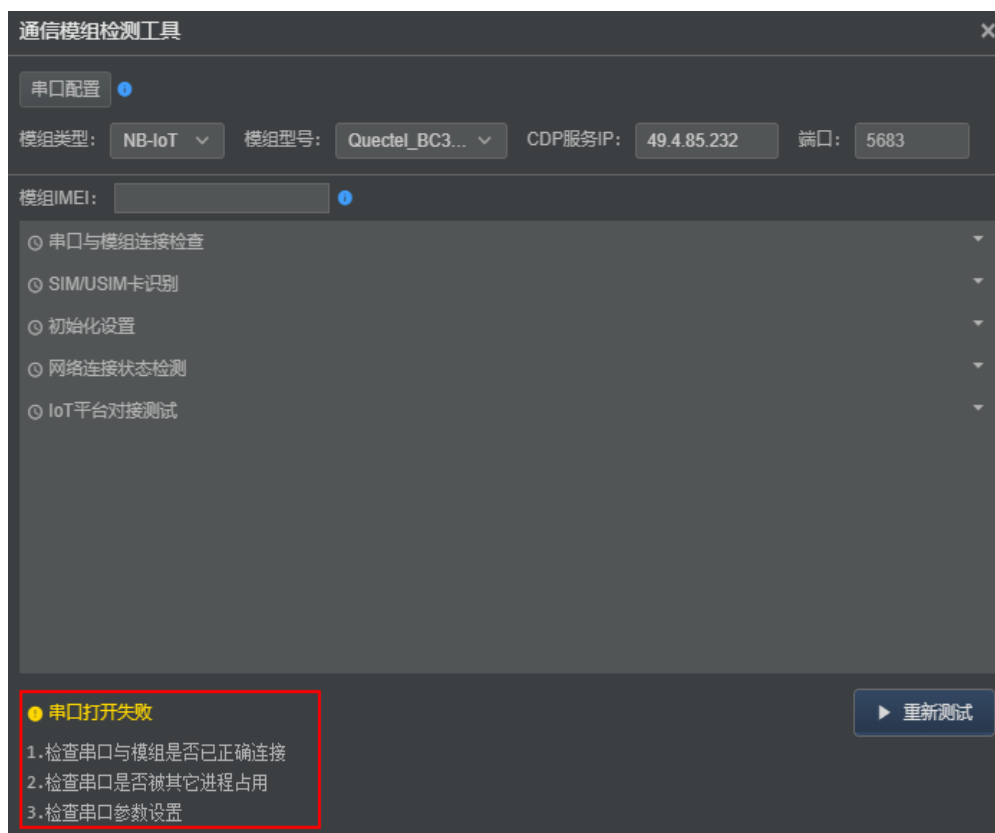 通信模组检测工具
串口配置
模组类型： NB-IoT 模组型号： Quectel_BC3... CDP服务IP： 49.4.85.232 端口： 5683
模组IMEI：
串口与模组连接检查
SIM/USIM卡识别
初始化设置
网络连接状态检测
IoT平台对接测试
串口打开失败
重新测试
1.检查串口与模组是否已正确连接
2.检查串口是否被其它进程占用
3.检查串口参数设置